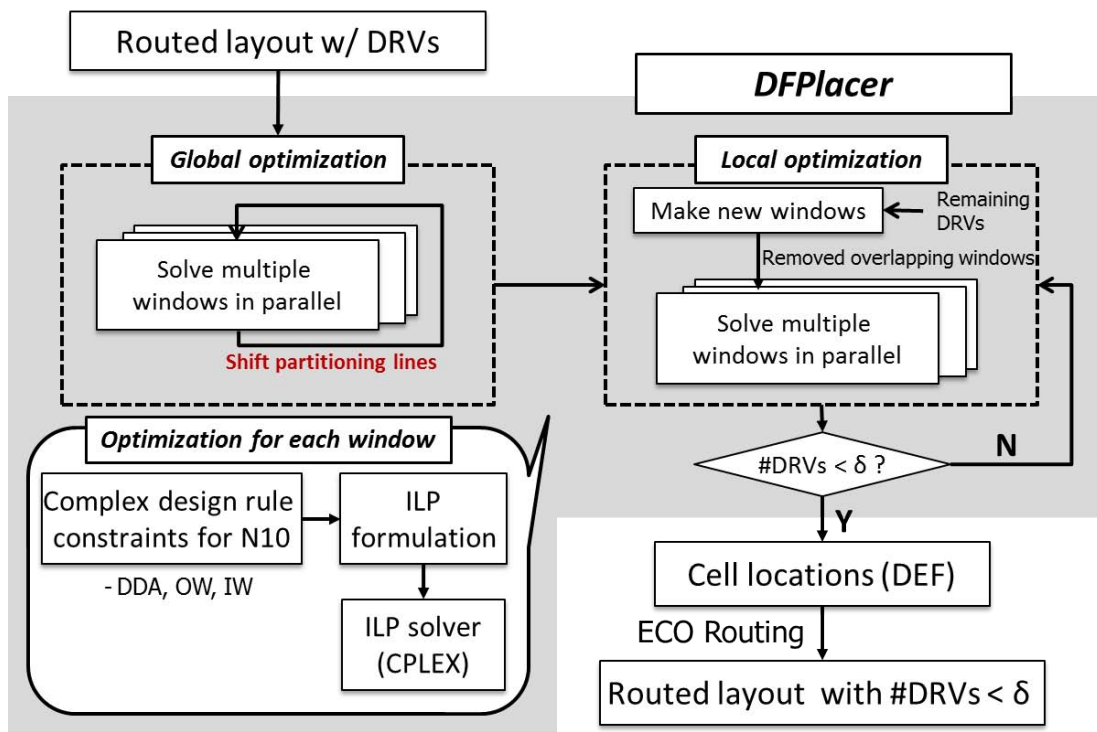 Routed layout w/ DRVs
DFPlacer
Global optimization
Solve multiple
windows in parallel
Shift partitioning lines
Local optimization
Make new windows
Remaining
DRVs
Removed overlapping windows
Solve multiple
windows in parallel
#DRVs < δ ?
N
Y
Optimization for each window
Complex design rule
constraints for N10
- DDA, OW, IW
ILP
formulation
ILP solver
(CPLEX)
Cell locations (DEF)
ECO Routing
Routed layout with #DRVs < δ